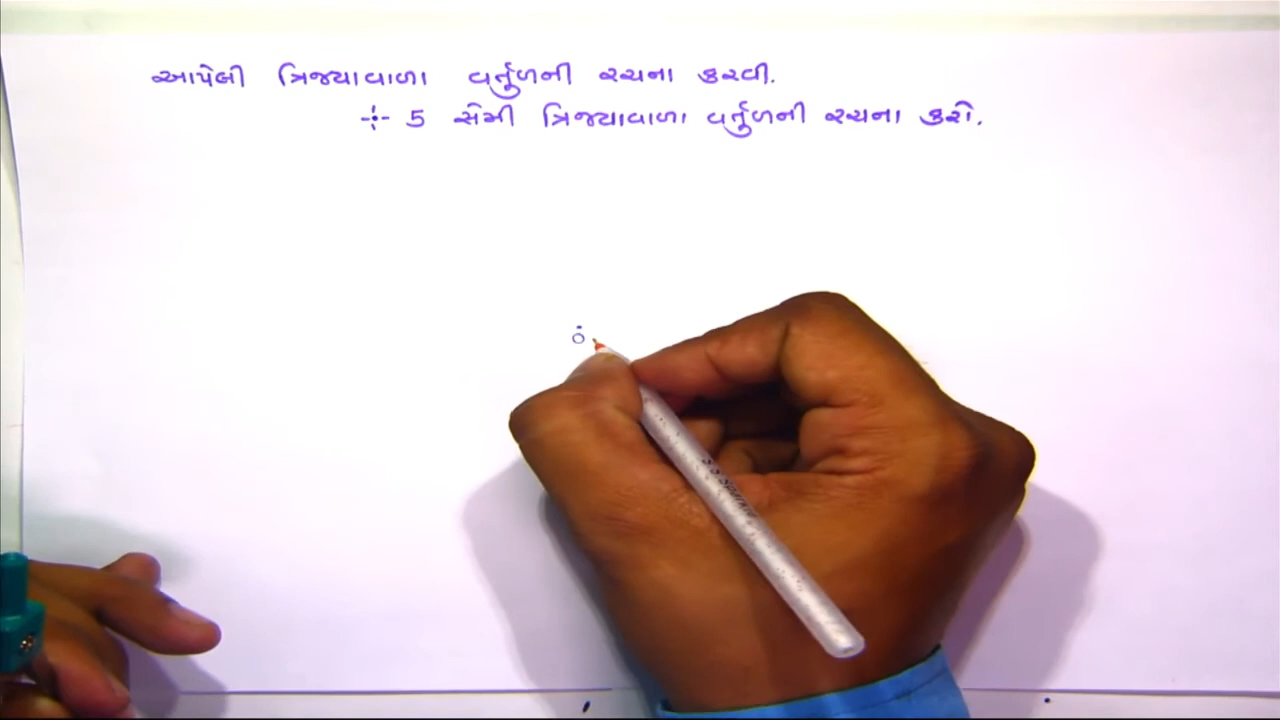 આપેલી ત્રિજ્યાવાળા વર્તુળની રચના કરવી.
÷ 5 સેમી ત્રિજ્યાવાળા વર્તુળની રચના કરો.
O